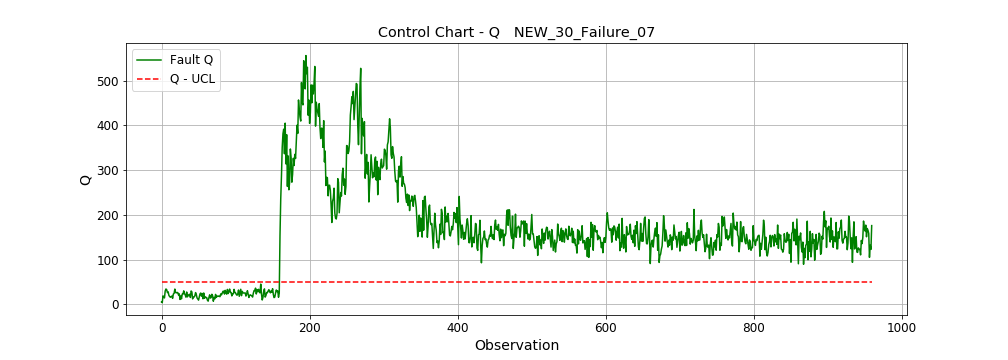 Control Chart - Q   NEW_30_Failure_07
Fault Q
Q - UCL
Q
500
400
300
200
100
0
0 200 400 600 800 1000
Observation